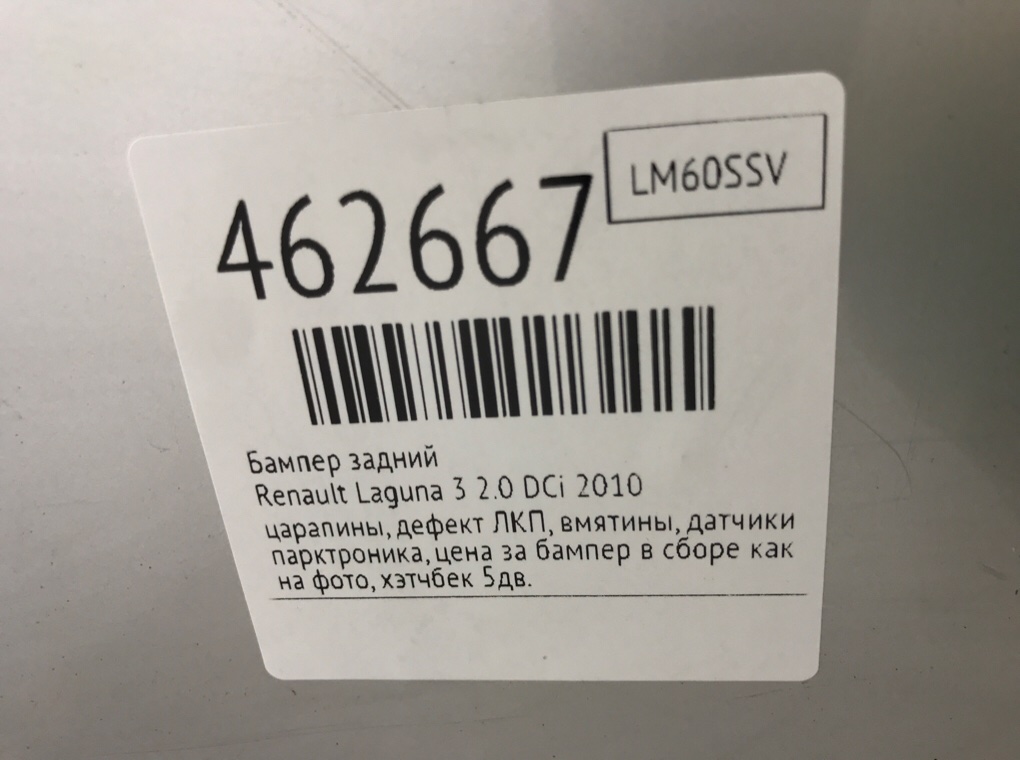 LM60SSV
462667
Бампер задний
Renault Laguna 3 2.0 DCi 2010
царапины, дефект ЛКП, вмятины, датчики
парктроника, цена за бампер в сборе как
на фото, хэтчбек 5дв.